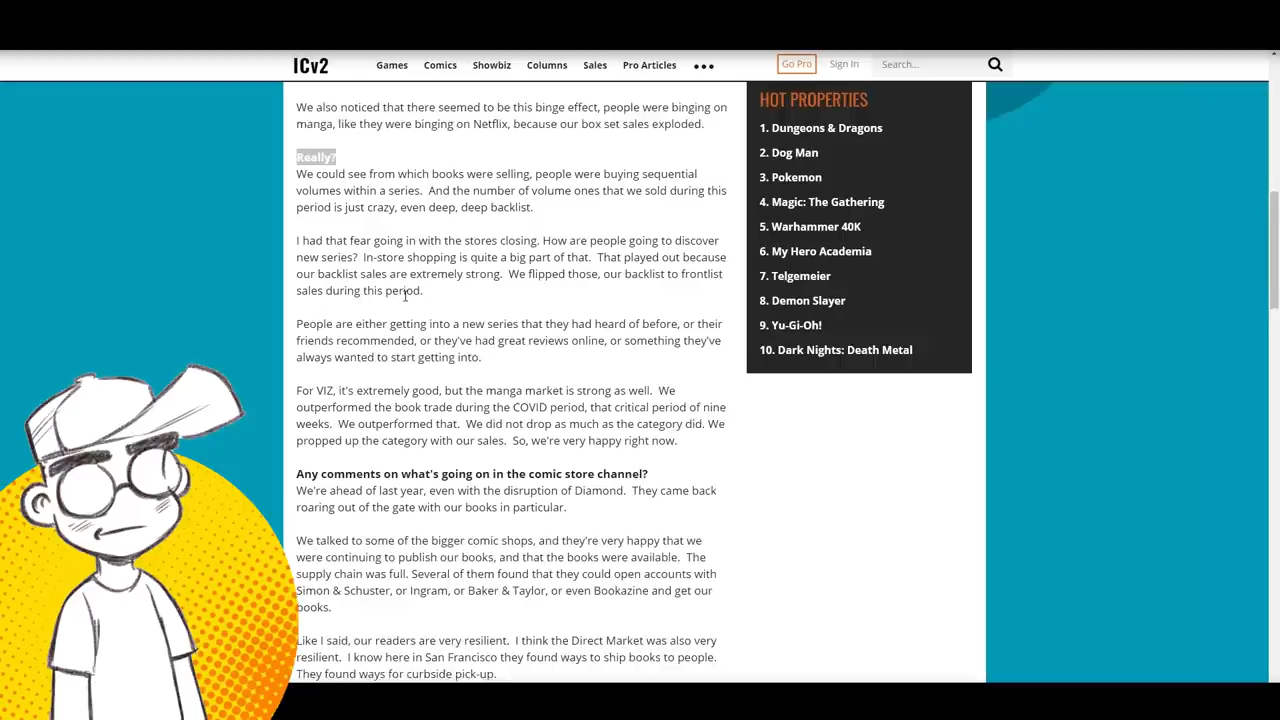 ICv2
Games Comics Showbiz Columns Sales Pro Articles ●●● Go Pro Sign In Search...
We also noticed that there seemed to be this binge effect, people were binging on
manga, like they were binging on Netflix, because our box set sales exploded.
Really?
We could see from which books were selling, people were buying sequential
volumes within a series. And the number of volume ones that we sold during this
period is just crazy, even deep, deep backlist.
I had that fear going in with the stores closing. How are people going to discover
new series? In-store shopping is quite a big part of that. That played out because
our backlist sales are extremely strong. We flipped those, our backlist to frontlist
sales during this period.
People are either getting into a new series that they had heard of before, or their
friends recommended, or they've had great reviews online, or something they've
always wanted to start getting into.
For VIZ, it's extremely good, but the manga market is strong as well. We
outperformed the book trade during the COVID period, that critical period of nine
weeks. We outperformed that. We did not drop as much as the category did. We
propped up the category with our sales. So, we're very happy right now.
Any comments on what's going on in the comic store channel?
We're ahead of last year, even with the disruption of Diamond. They came back
roaring out of the gate with our books in particular.
We talked to some of the bigger comic shops, and they're very happy that we
were continuing to publish our books, and that the books were available. The
supply chain was full. Several of them found that they could open accounts with
Simon & Schuster, or Ingram, or Baker & Taylor, or even Bookazine and get our
books.
Like I said, our readers are very resilient. I think the Direct Market was also very
resilient. I know here in San Francisco they found ways to ship books to people.
They found ways for curbside pick-up.
HOT PROPERTIES
1. Dungeons & Dragons
2. Dog Man
3. Pokemon
4. Magic: The Gathering
5. Warhammer 40K
6. My Hero Academia
7. Telgemeier
8. Demon Slayer
9. Yu-Gi-Oh!
10. Dark Nights: Death Metal